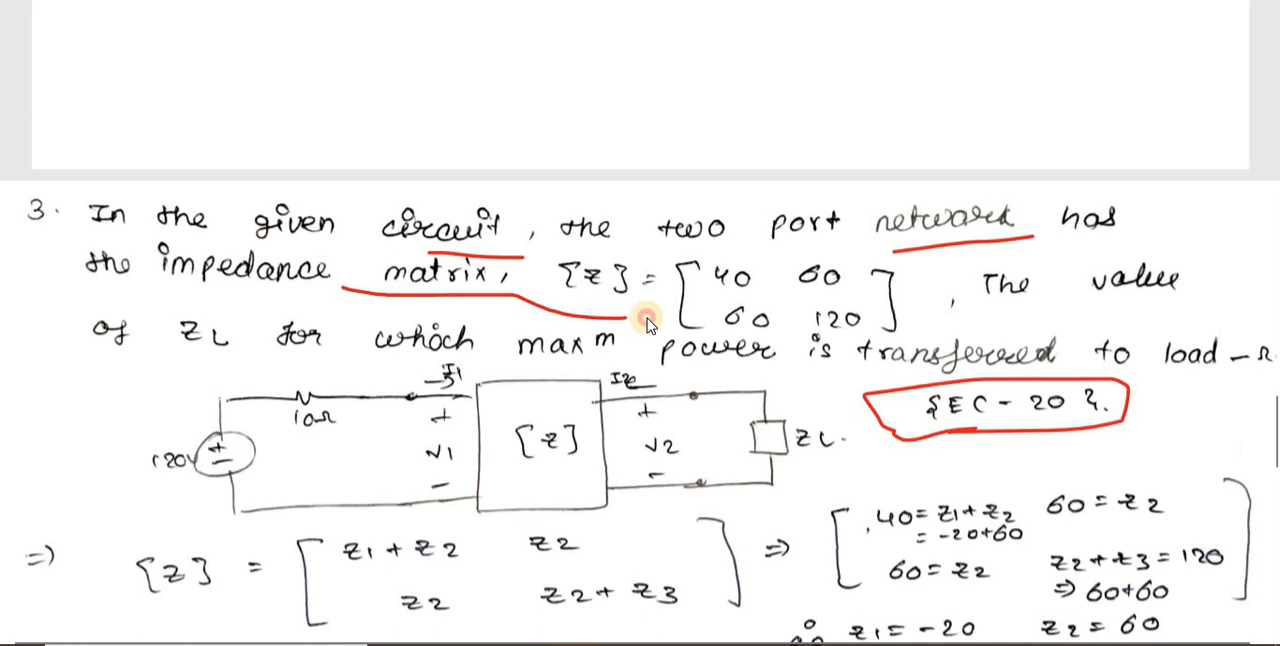 3. In the given circuit, the two port network has
the impedance matrix, [z] = [ 40 60
60 120 ], The value
of ZL for which maxm power is transferred to load - Ω
I1 I2
10Ω
+ + 
120V + - V1 [z] V2 ZL.
- -
{EC - 20}.
=) [z] = [ z1 + z2 z2
z2 z2 + z3 ]
=) [ 40 = z1 + z2 60 = z2
= -20+60
60 = z2 z2 + z3 = 120
=) 60+60 ]
∴ z1 = -20 z2 = 60